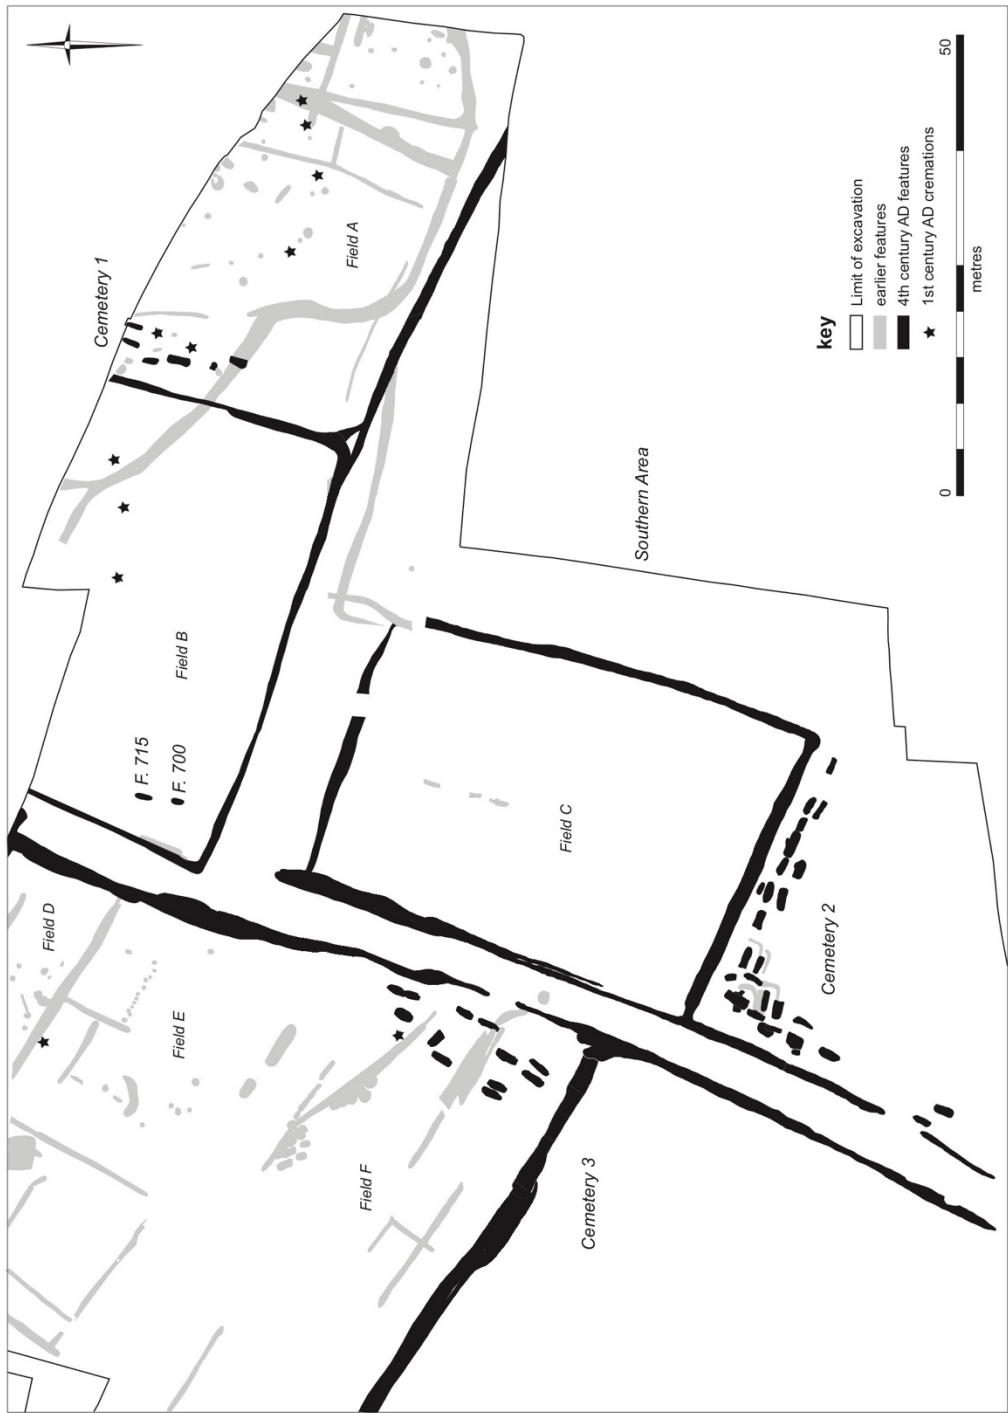 Cemetery 1
Field A
Field B
F. 715
F. 700
Field D
Field E
Field C
Southern Area
Field F
Cemetery 2
Cemetery 3
key
Limit of excavation
earlier features
4th century AD features
1st century AD cremations
0
50
metres